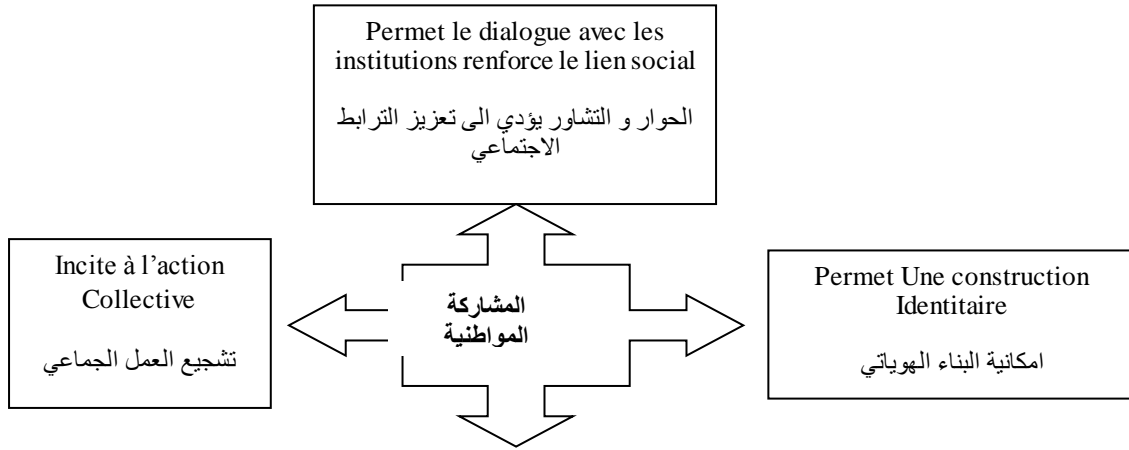 Permet le dialogue avec les
institutions renforce le lien social
الحوار و التشاور يؤدي الى تعزيز الترابط
الاجتماعي
Incite à l’action
Collective
تشجيع العمل الجماعي
المشاركة
المواطنية
Permet Une construction
Identitaire
امكانية البناء الهوياتي